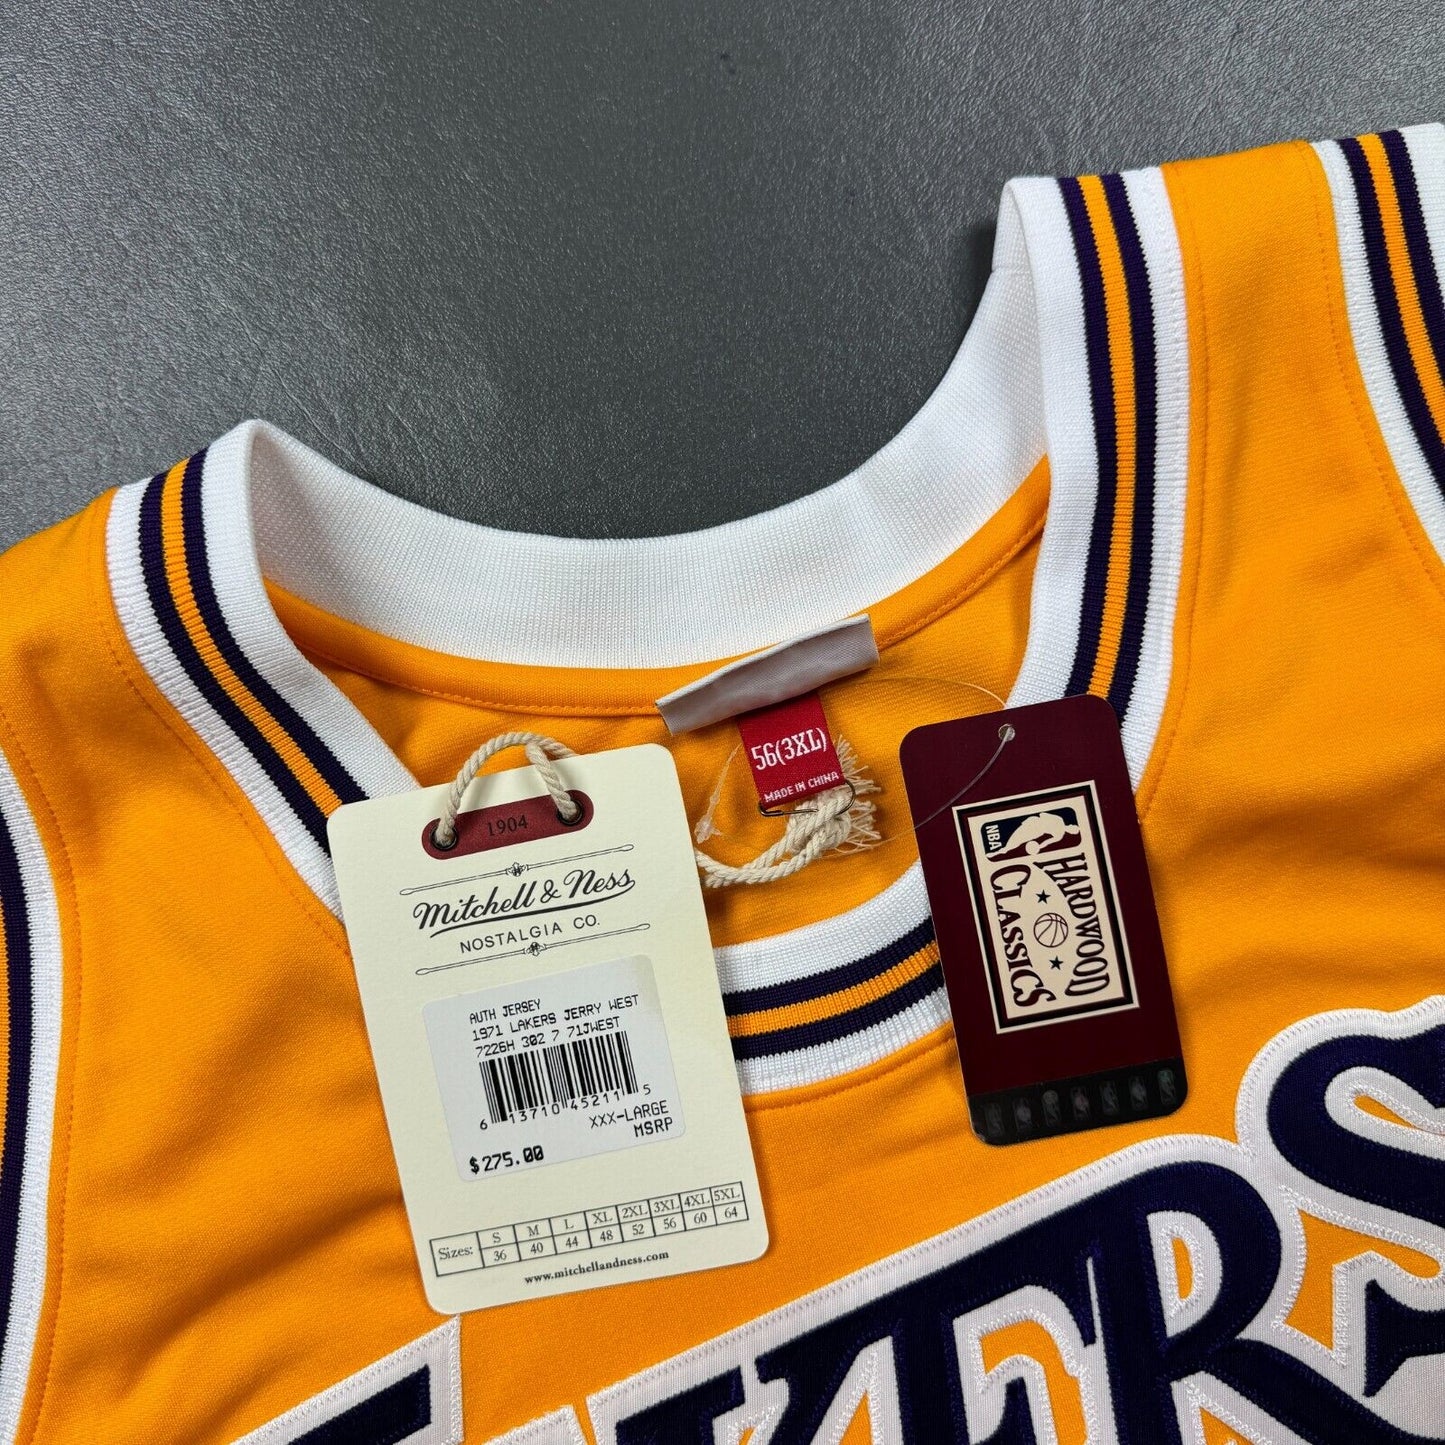 56(3XL)
MADE IN CHINA
1904
Mitchell & Ness
NOSTALGIA CO.
AUTH JERSEY
1971 LAKERS JERRY WEST
7226H 302 7 71JWEST
6 13710 45211 5
XXX-LARGE
MSRP
$275.00
Sizes: S M L XL 2XL 3XL 4XL 5XL
36 40 44 48 52 56 60 64
www.mitchellandness.com
NBA
HARDWOOD
CLASSICS
KERS